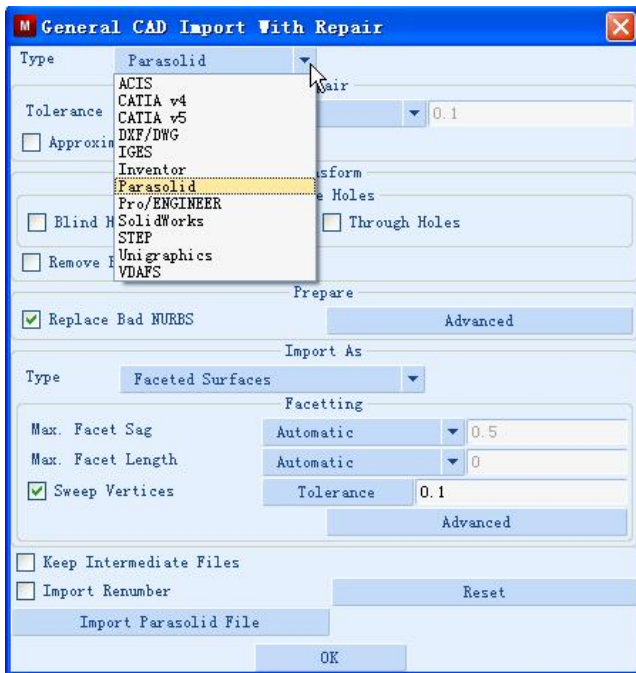 M General CAD Import With Repair
Type Parasolid
ACIS
CATIA v4
CATIA v5
DXF/DWG
IGES
Inventor
Parasolid
Pro/ENGINEER
SolidWorks
STEP
Unigraphics
VDAFS
Tolerance 0.1
Blind Through Holes
Remove
Prepare
Replace Bad NURBS Advanced
Import As
Type Faceted Surfaces
Facetting
Max. Facet Sag Automatic 0.5
Max. Facet Length Automatic 0
Sweep Vertices Tolerance 0.1
Advanced
Keep Intermediate Files
Import Renumber Reset
Import Parasolid File
OK